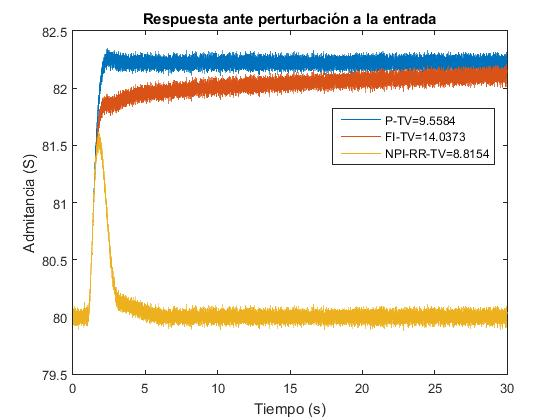 Respuesta ante perturbación a la entrada
82.5
82
81.5
81
80.5
80
79.5
Admitancia (S)
P-TV=9.5584
FI-TV=14.0373
NPI-RR-TV=8.8154
0 5 10 15 20 25 30
Tiempo (s)